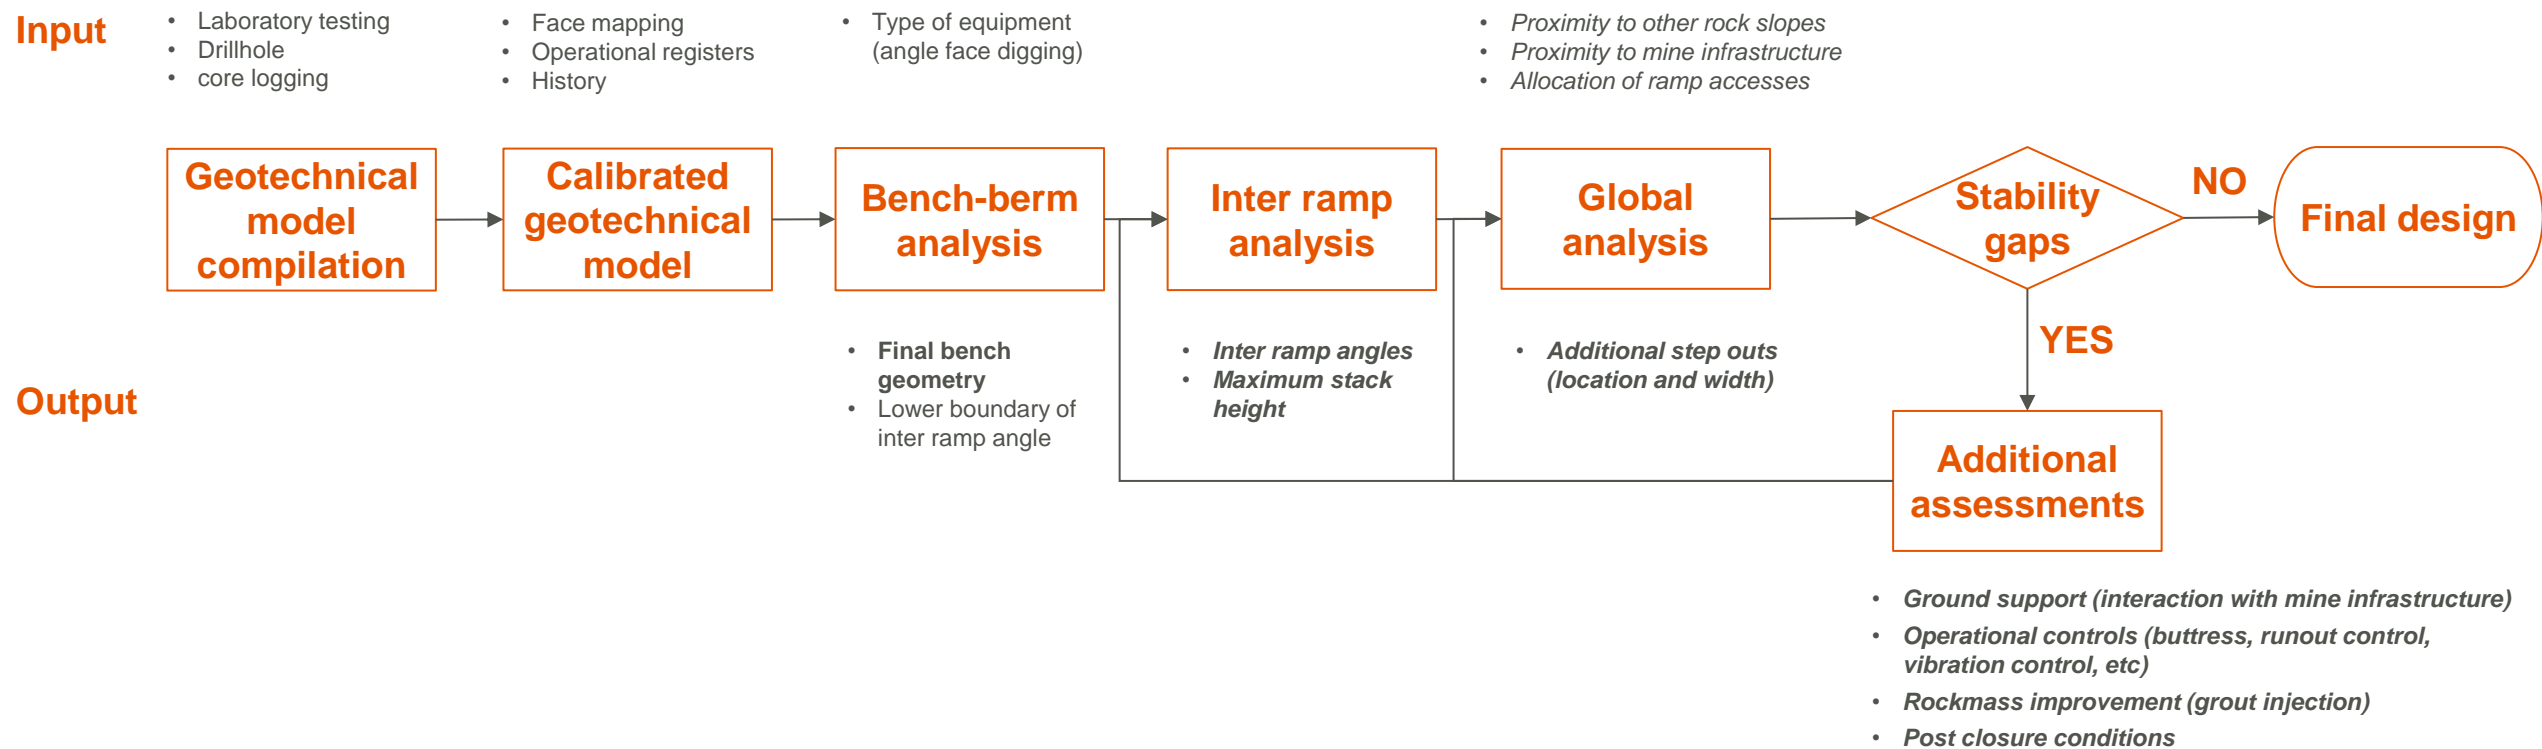 Input
• Laboratory testing
• Drillhole
• core logging
• Face mapping
• Operational registers
• History
• Type of equipment
(angle face digging)
• Proximity to other rock slopes
• Proximity to mine infrastructure
• Allocation of ramp accesses
Geotechnical
model
compilation
Calibrated
geotechnical
model
Bench-berm
analysis
Inter ramp
analysis
Global
analysis
Stability
gaps
NO
Final design
YES
Output
• Final bench
geometry
• Lower boundary of
inter ramp angle
• Inter ramp angles
• Maximum stack
height
• Additional step outs
(location and width)
Additional
assessments
• Ground support (interaction with mine infrastructure)
• Operational controls (buttress, runout control,
vibration control, etc)
• Rockmass improvement (grout injection)
• Post closure conditions